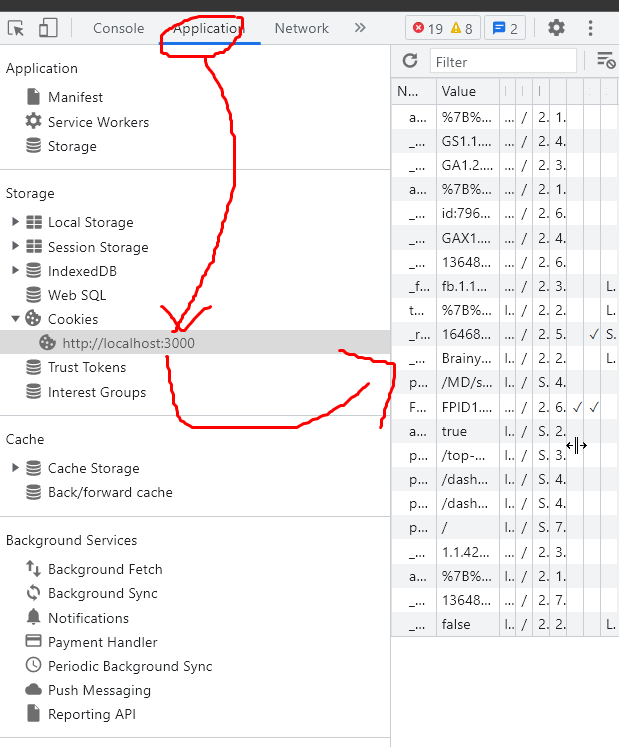 Console Application Network 19 8 2
Application
Manifest
Service Workers
Storage
Storage
Local Storage
Session Storage
IndexedDB
Web SQL
Cookies
http://localhost:3000
Trust Tokens
Interest Groups
Cache
Cache Storage
Back/forward cache
Background Services
Background Fetch
Background Sync
Notifications
Payment Handler
Periodic Background Sync
Push Messaging
Reporting API
Filter
N... Value
a... %7B%... ... / 2. 1.
_... GS1.1.... ... / 2. 4.
_... GA1.2.... ... / 2. 3.
a... %7B%... ... / 2. 1.
_... id:796... ... / 2. 6.
_... GAX1.... ... / 2. 4.
_... 13648... ... / 2. 6.
_f... fb.1.1... ... / 2. 3.
t... %7B%... l.. / 2. 2. L.
_r... 16468... ... / 2. 5. ✓ S.
_... Brainy... ... / 2. 2. L.
p... /MD/s... l.. / S. 4.
F... FPID1.... ... / 2. 6. ✓ ✓
a... true l.. / S. 2.
p... /top-... l.. / S. 3.
p... /dash... l.. / S. 4.
p... /dash... l.. / S. 4.
p... / l.. / S. 7.
_... 1.1.42... ... / 2. 3.
a... %7B%... l.. / 2. 1.
_... 13648... ... / 2. 7.
_... false l.. / 2. 2. L.